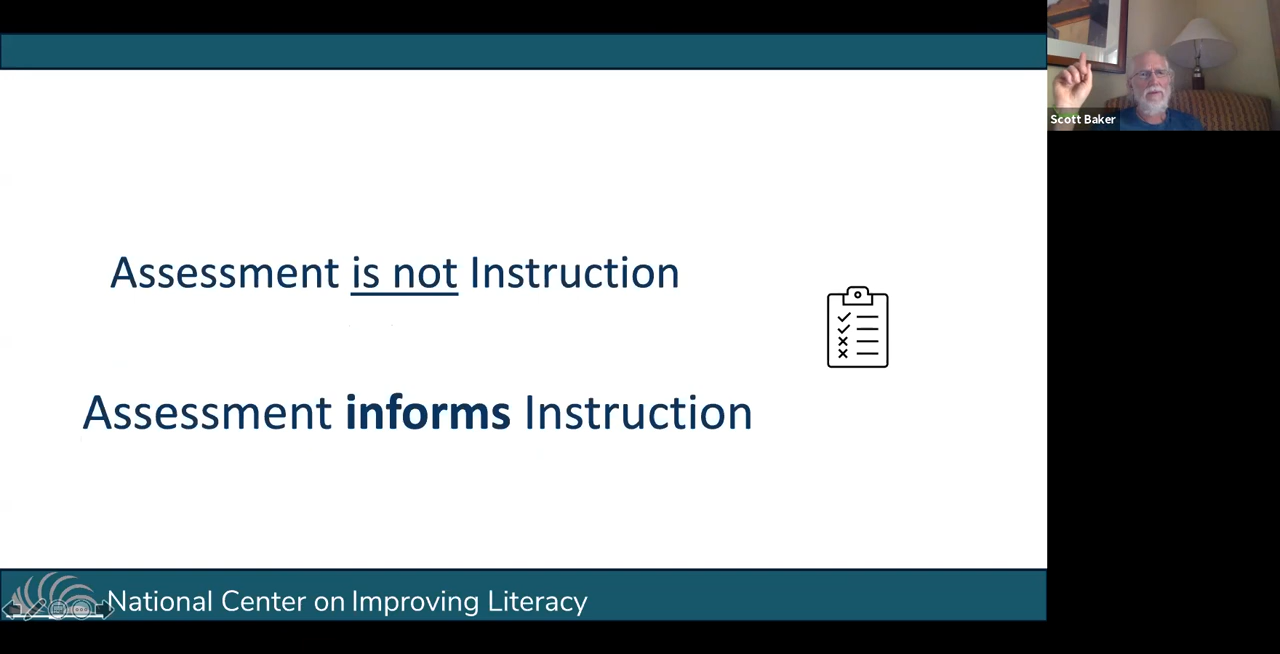 Scott Baker
Assessment is not Instruction
Assessment informs Instruction
National Center on Improving Literacy